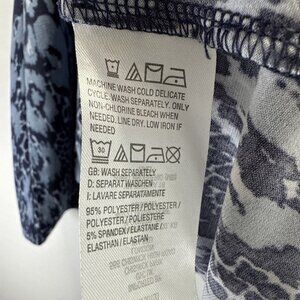 MACHINE WASH COLD DELICATE
CYCLE. WASH SEPARATELY. ONLY
NON-CHLORINE BLEACH WHEN
NEEDED. LINE DRY. LOW IRON IF
NEEDED
30
GB: WASH SEPARATELY
D: SEPARAT WASCHEN
I: LAVARE SEPARATAMENTE
95% POLYESTER / POLYESTER
/ POLYESTER / POLIESTERE
5% SPANDEX / ELASTANE /
ELASTHAN / ELASTAN